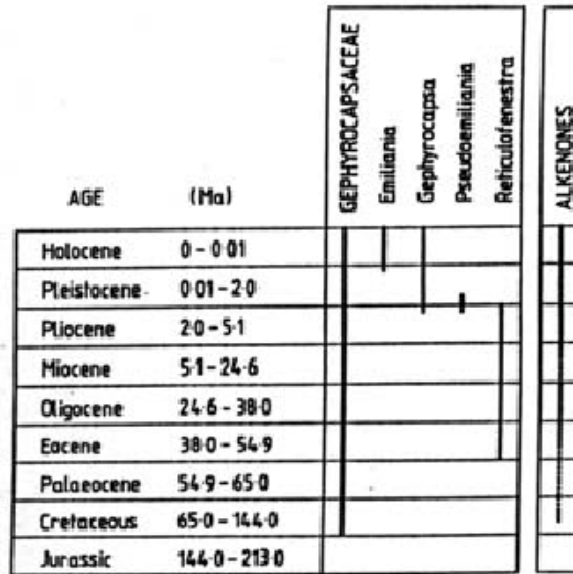 GEPHYROCAPSACEAE
Emiliania
Gephyrocapsa
Pseudoemiliania
Reticulofenestra
ALKENONES
AGE (Ma)
Holocene 0-0·01
Pleistocene 0·01-2·0
Pliocene 2·0-5·1
Miocene 5·1-24·6
Oligocene 24·6-38·0
Eocene 38·0-54·9
Palaeocene 54·9-65·0
Cretaceous 65·0-144·0
Jurassic 144·0-213·0